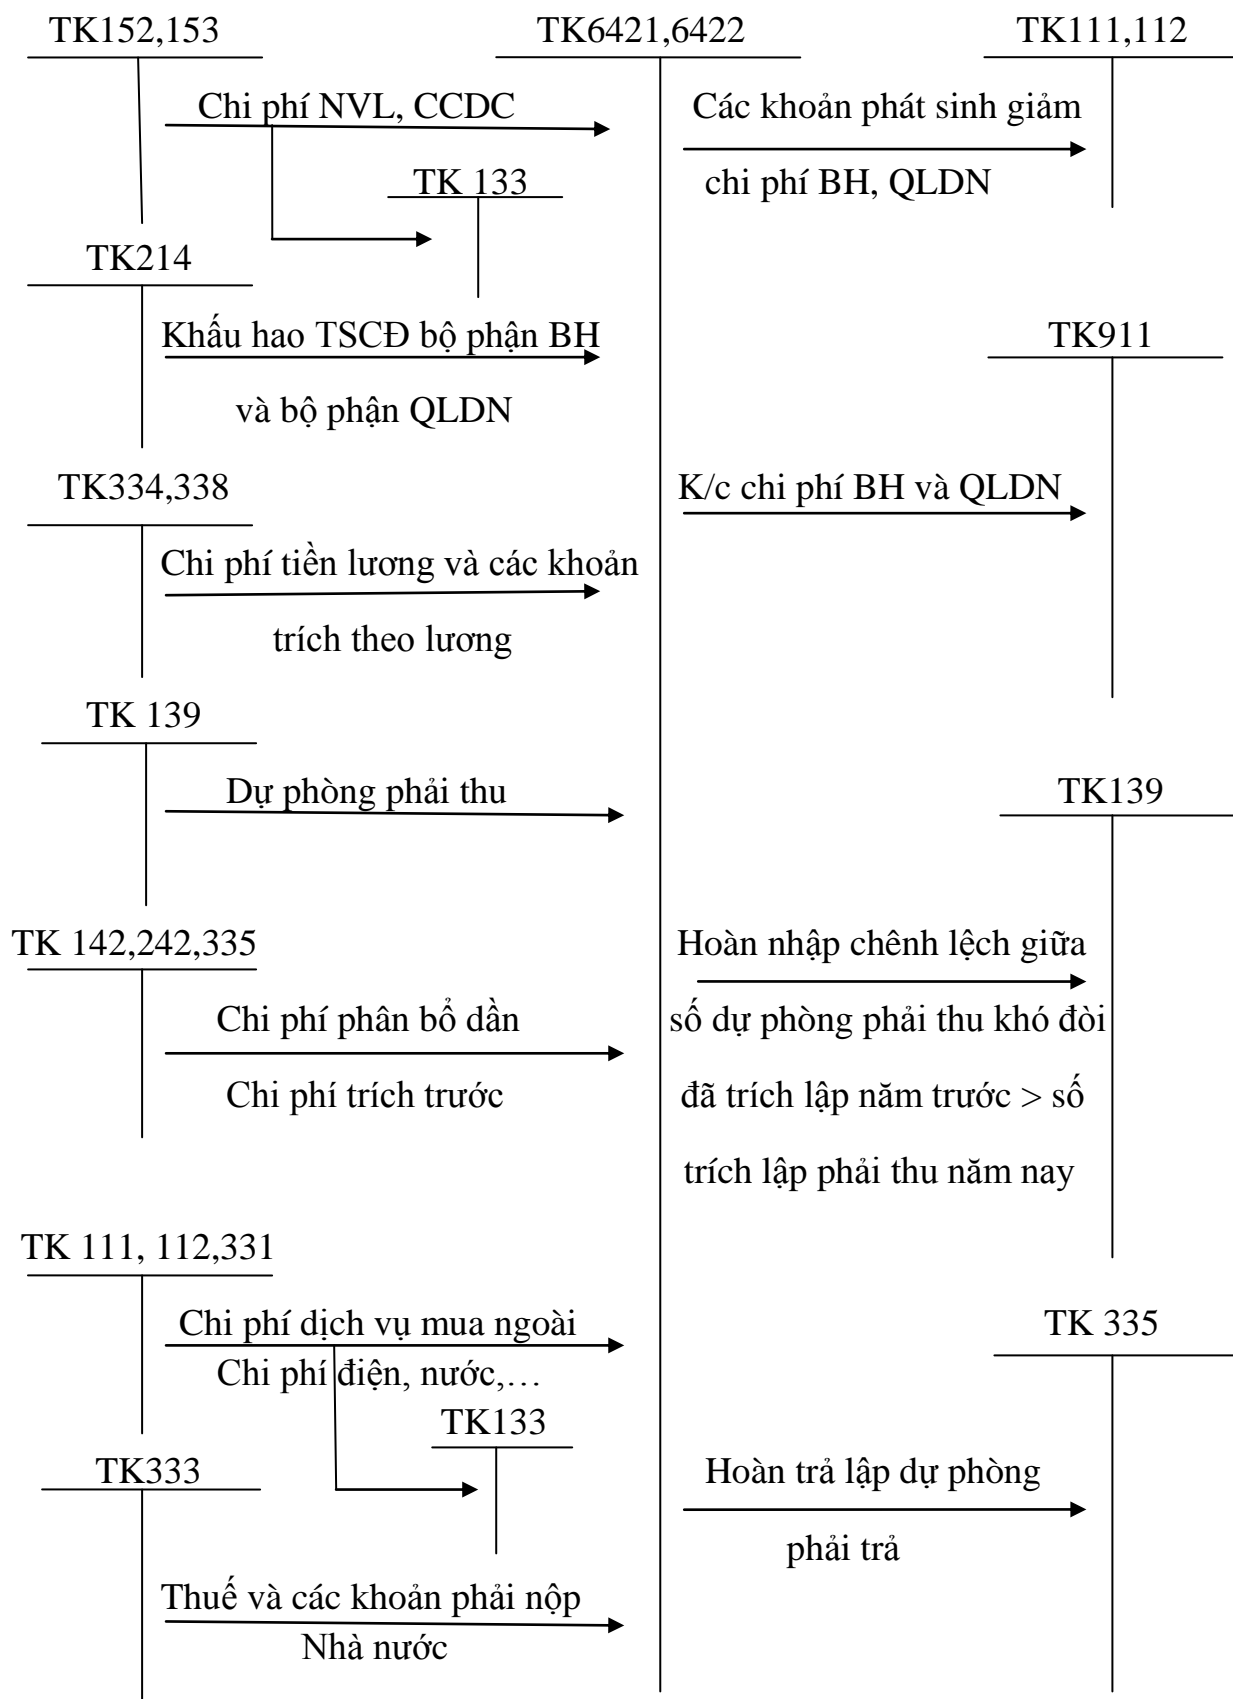 TK152,153
TK6421,6422
TK111,112
Chi phí NVL, CCDC
Các khoản phát sinh giảm
TK 133
chi phí BH, QLDN
TK214
Khấu hao TSCĐ bộ phận BH
TK911
và bộ phận QLDN
TK334,338
K/c chi phí BH và QLDN
Chi phí tiền lương và các khoản
trích theo lương
TK 139
Dự phòng phải thu
TK139
TK 142,242,335
Hoàn nhập chênh lệch giữa
Chi phí phân bổ dần
số dự phòng phải thu khó đòi
Chi phí trích trước
đã trích lập năm trước > số
trích lập phải thu năm nay
TK 111, 112,331
Chi phí dịch vụ mua ngoài
TK 335
Chi phí điện, nước,…
TK133
TK333
Hoàn trả lập dự phòng
phải trả
Thuế và các khoản phải nộp
Nhà nước